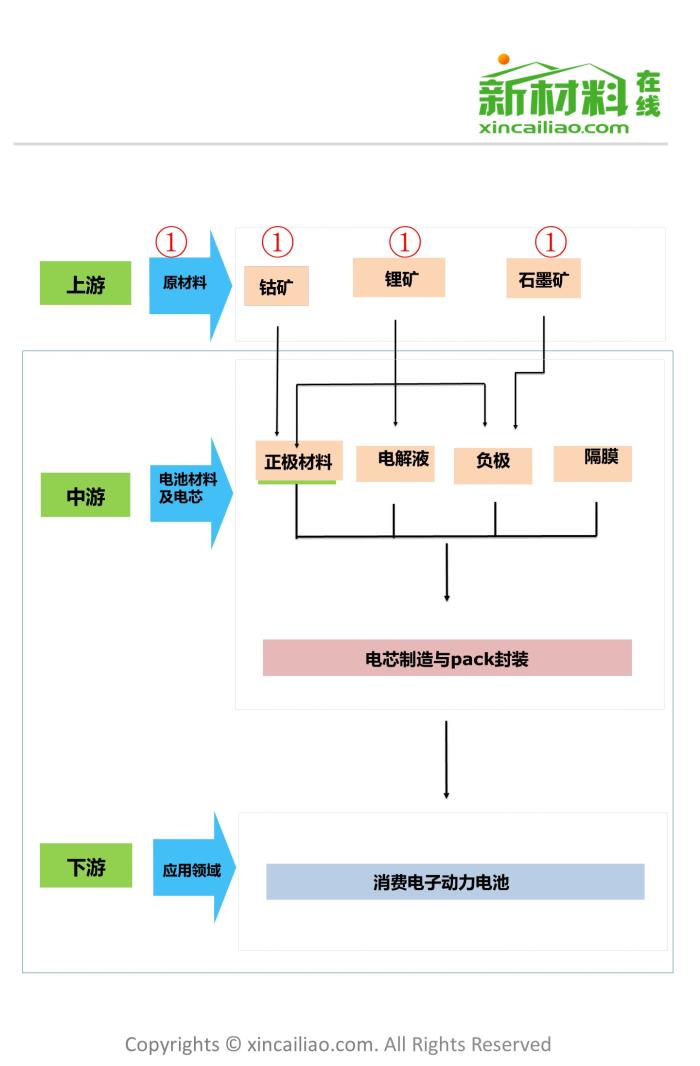 新材料在线
xincailiao.com
① ① ① ①
上游 原材料 钴矿 锂矿 石墨矿
正极材料 电解液 负极 隔膜
中游 电池材料
及电芯
电芯制造与pack封装
下游 应用领域 消费电子动力电池
Copyrights © xincailiao.com. All Rights Reserved